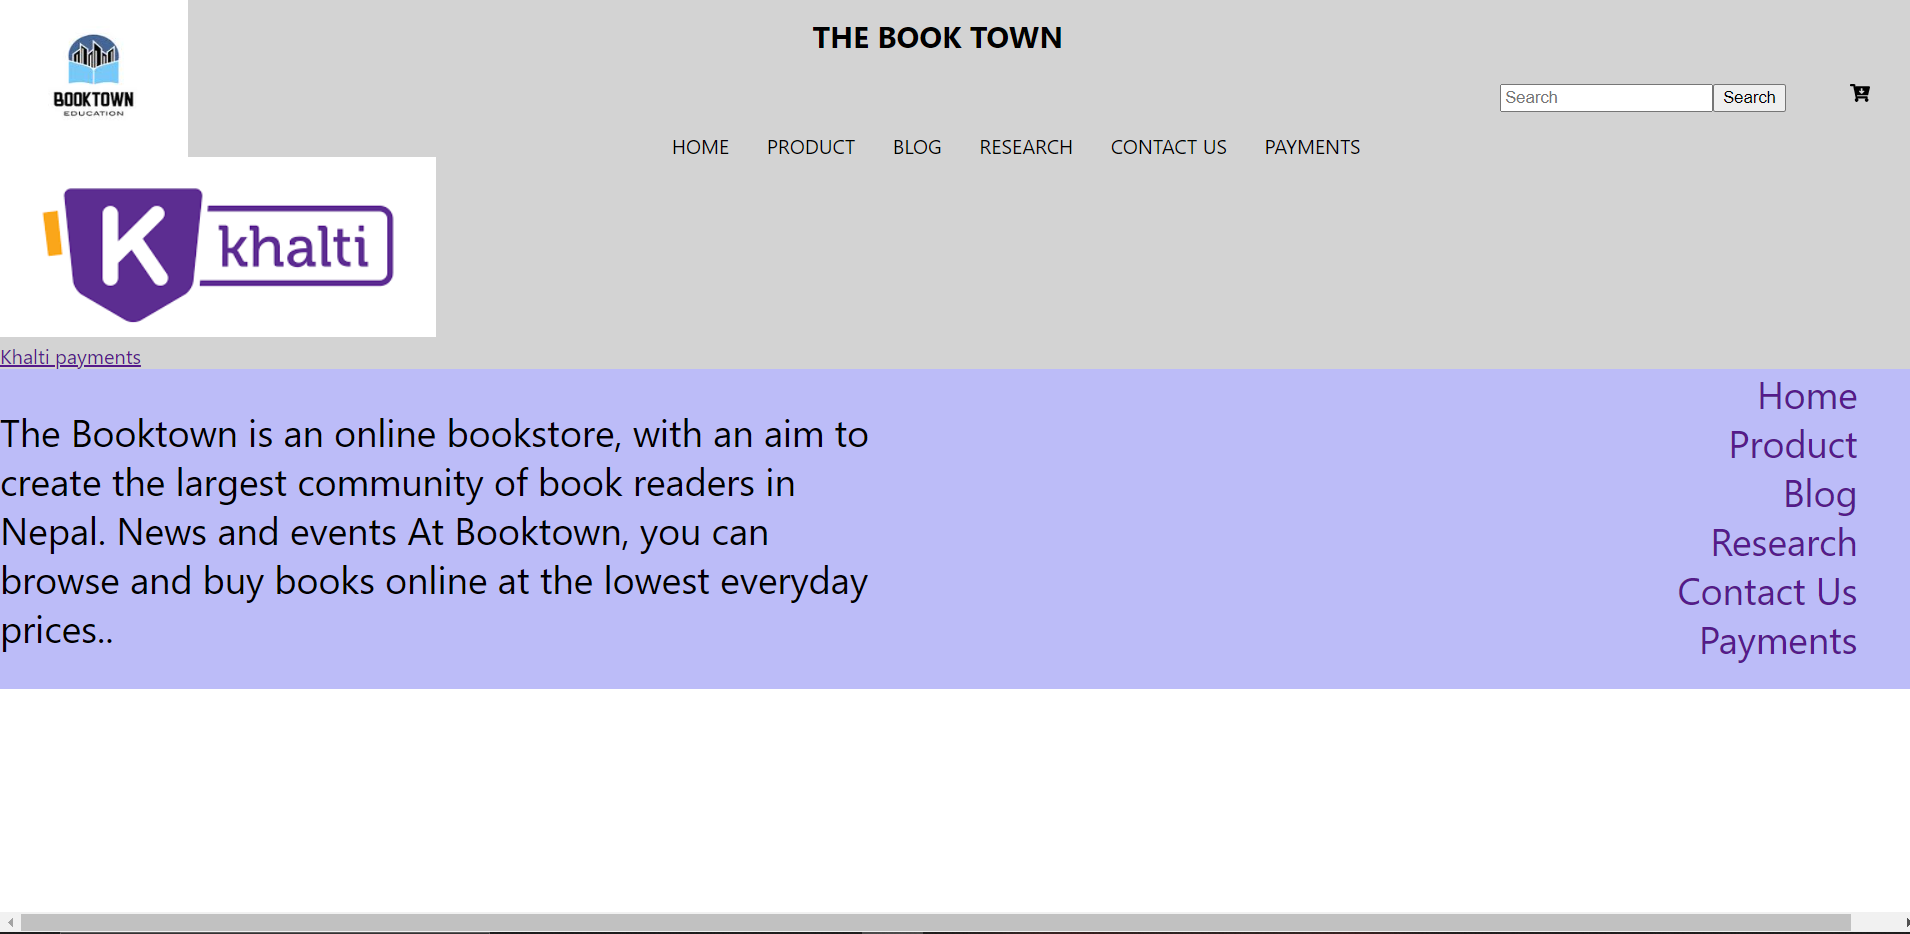 THE BOOK TOWN
BOOKTOWN
EDUCATION
Search Search
HOME PRODUCT BLOG RESEARCH CONTACT US PAYMENTS
K khalti
Khalti payments
The Booktown is an online bookstore, with an aim to
create the largest community of book readers in
Nepal. News and events At Booktown, you can
browse and buy books online at the lowest everyday
prices..
Home
Product
Blog
Research
Contact Us
Payments